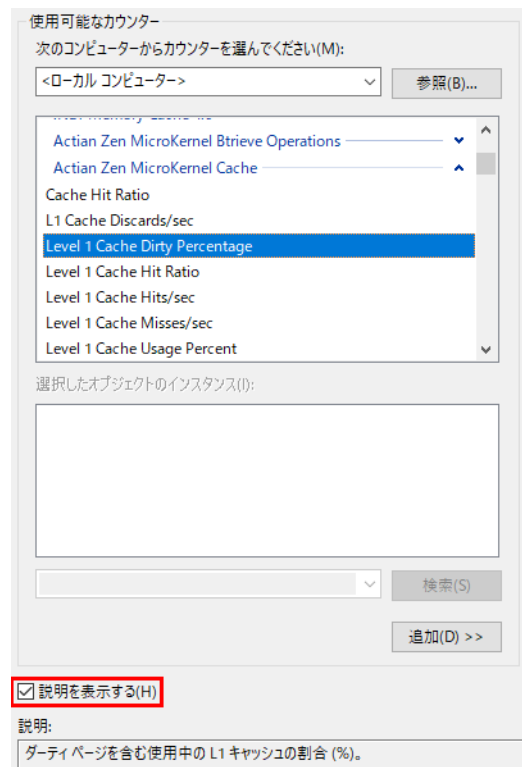 使用可能なカウンター
次のコンピューターからカウンターを選んでください(M):
<ローカル コンピューター>
参照(B)...
Actian Zen MicroKernel Btrieve Operations
Actian Zen MicroKernel Cache
Cache Hit Ratio
L1 Cache Discards/sec
Level 1 Cache Dirty Percentage
Level 1 Cache Hit Ratio
Level 1 Cache Hits/sec
Level 1 Cache Misses/sec
Level 1 Cache Usage Percent
選択したオブジェクトのインスタンス(I):
検索(S)
追加(D) >>
説明を表示する(H)
説明:
ダーティ ページを含む使用中の L1 キャッシュの割合 (%)。